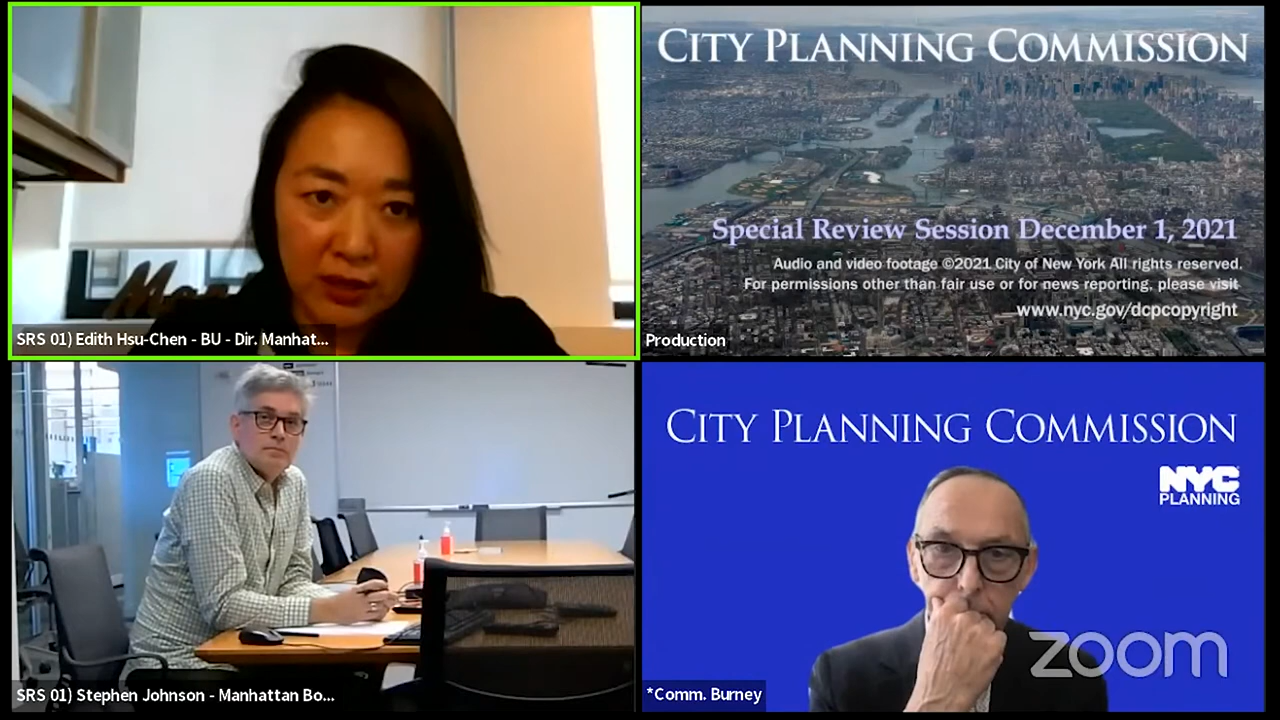 CITY PLANNING COMMISSION
Special Review Session December 1, 2021
Audio and video footage ©2021 City of New York All rights reserved.
For permissions other than fair use or for news reporting, please visit
www.nyc.gov/dcpcopyright
SRS 01) Edith Hsu-Chen - BU - Dir. Manhat...
Production
CITY PLANNING COMMISSION
NYC
PLANNING
zoom
SRS 01) Stephen Johnson - Manhattan Bo...
*Comm. Burney